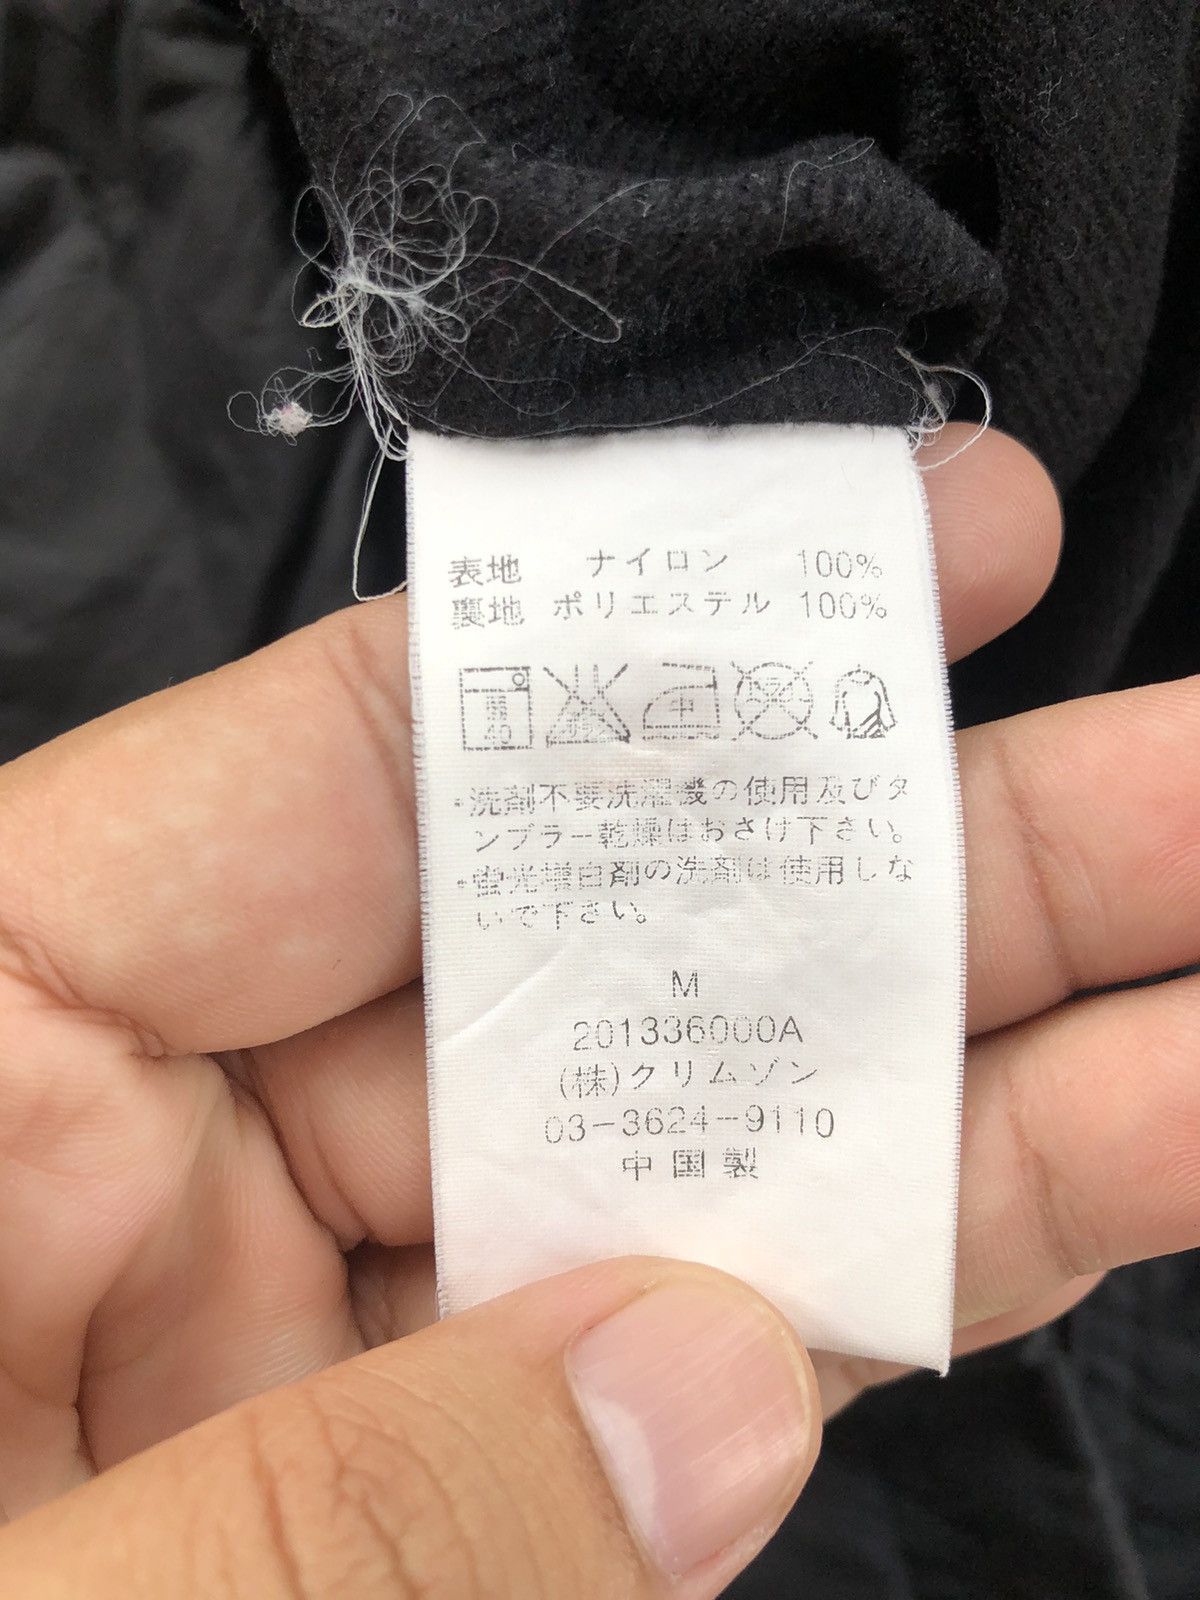 表地 ナイロン 100%
裏地 ポリエステル 100%
40 中
・洗剤不要洗濯機の使用及びタ
ンブラー乾燥はおさけ下さい。
・蛍光増白剤の洗剤は使用しな
いで下さい。
M
201336000A
(株)クリムゾン
03-3624-9110
中国製